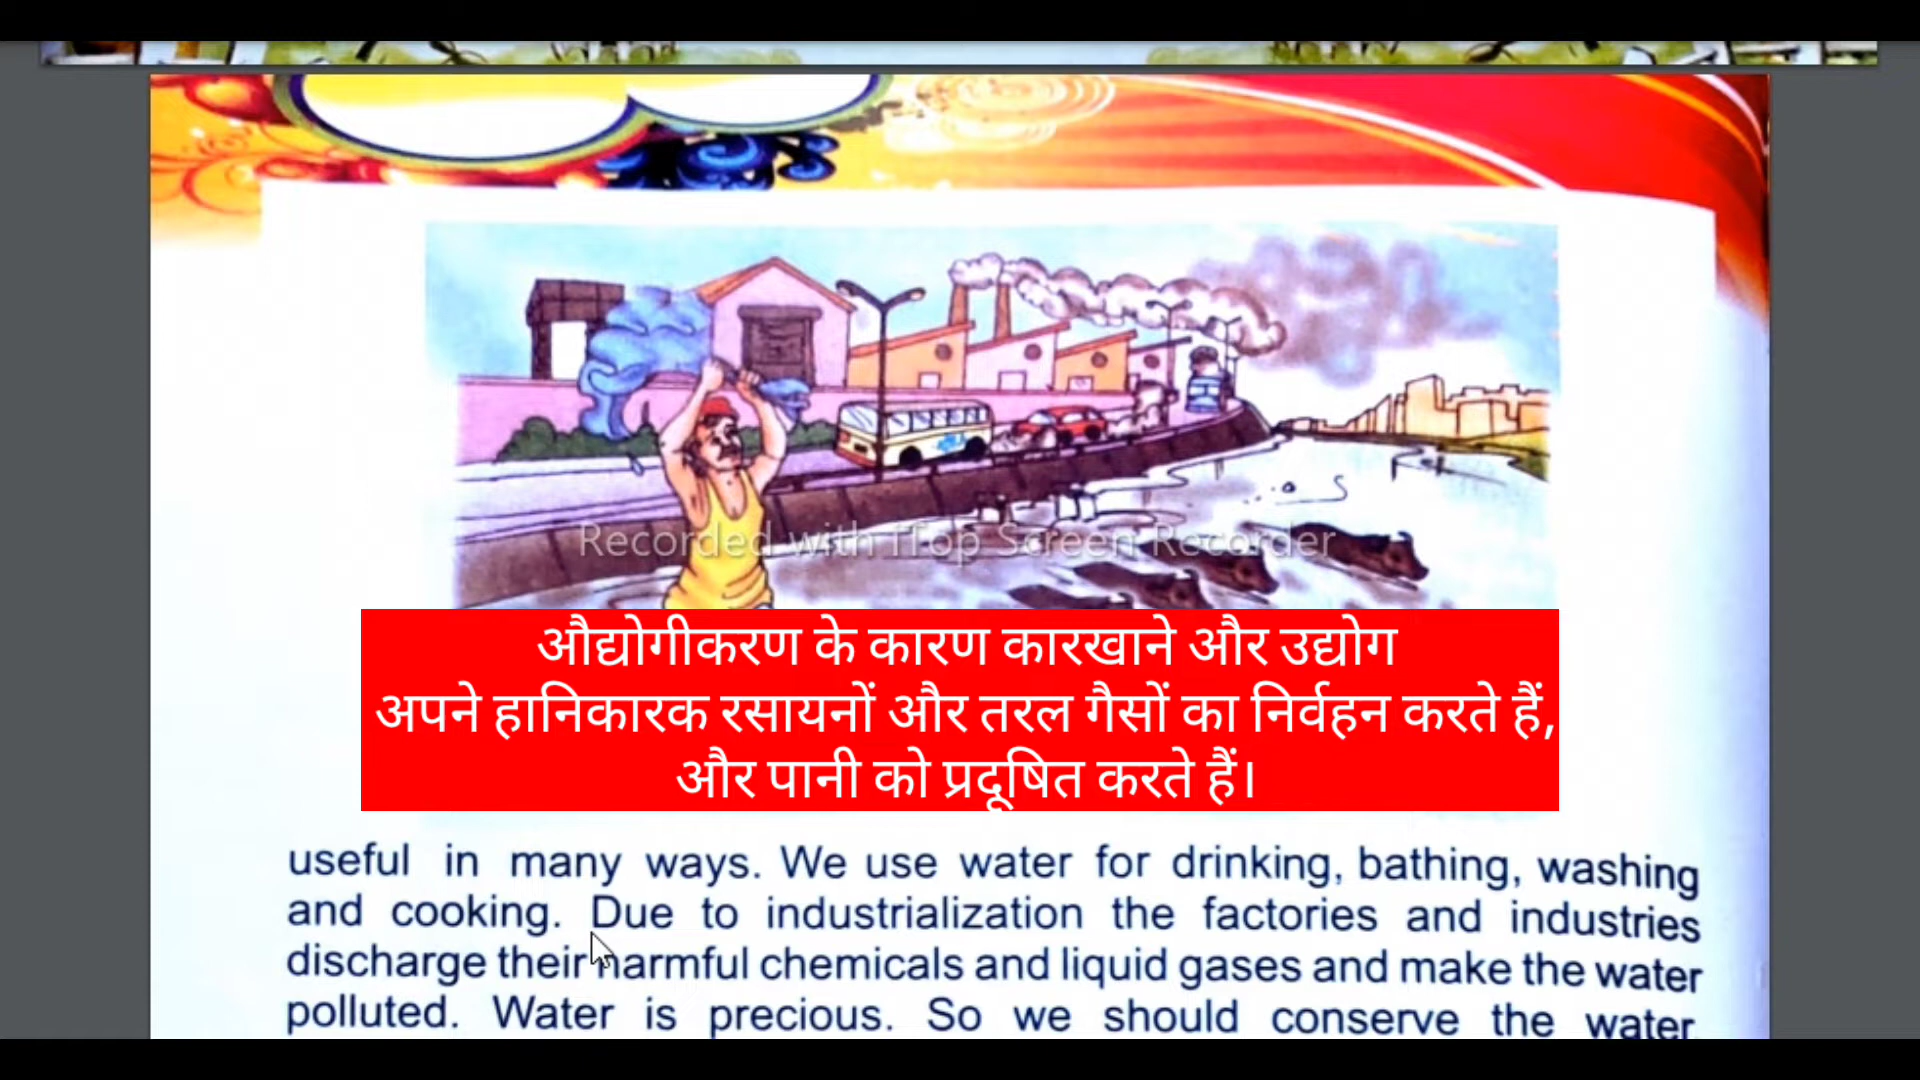 Recorded with iTop Screen Recorder
औद्योगीकरण के कारण कारखाने और उद्योग
अपने हानिकारक रसायनों और तरल गैसों का निर्वहन करते हैं,
और पानी को प्रदूषित करते हैं।
useful in many ways. We use water for drinking, bathing, washing
and cooking. Due to industrialization the factories and industries
discharge their harmful chemicals and liquid gases and make the water
polluted. Water is precious. So we should conserve the water.